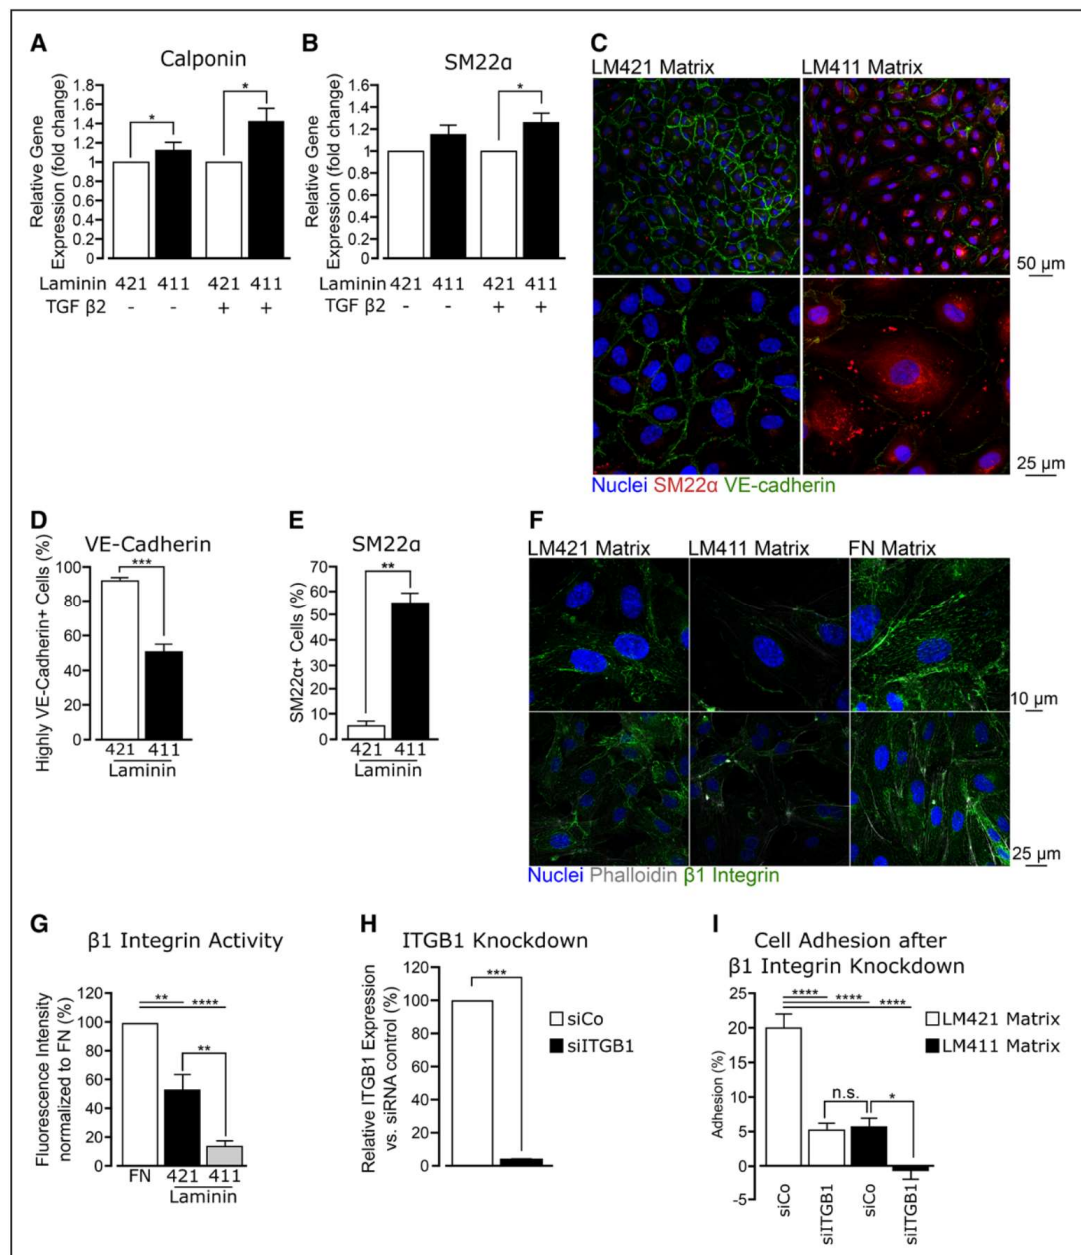 A
Calponin
Relative Gene
Expression (fold change)
1.8
1.6
1.4
1.2
1
0.8
0.6
0.4
0.2
0
*
*
Laminin 421 411 421 411
TGF β2 - - + +
B
SM22α
Relative Gene
Expression (fold change)
1.8
1.6
1.4
1.2
1
0.8
0.6
0.4
0.2
0
*
Laminin 421 411 421 411
TGF β2 - - + +
C
LM421 Matrix LM411 Matrix
50 µm
25 µm
Nuclei SM22α VE-cadherin
D
VE-Cadherin
Highly VE-Cadherin+ Cells (%)
100
80
60
40
20
0
***
421 411
Laminin
E
SM22α
SM22α+ Cells (%)
70
60
50
40
30
20
10
0
**
421 411
Laminin
F
LM421 Matrix LM411 Matrix FN Matrix
10 µm
25 µm
Nuclei Phalloidin β1 Integrin
G
β1 Integrin Activity
Fluorescence Intensity
normalized to FN (%)
120
100
80
60
40
20
0
** ****
**
FN 421 411
Laminin
H
ITGB1 Knockdown
Relative ITGB1 Expression
vs. siRNA control (%)
120
100
80
60
40
20
0
***
siCo
siITGB1
I
Cell Adhesion after
β1 Integrin Knockdown
Adhesion (%)
25
20
15
10
5
0
-5
**** **** ****
n.s. *
LM421 Matrix
LM411 Matrix
siCo siITGB1 siCo siITGB1